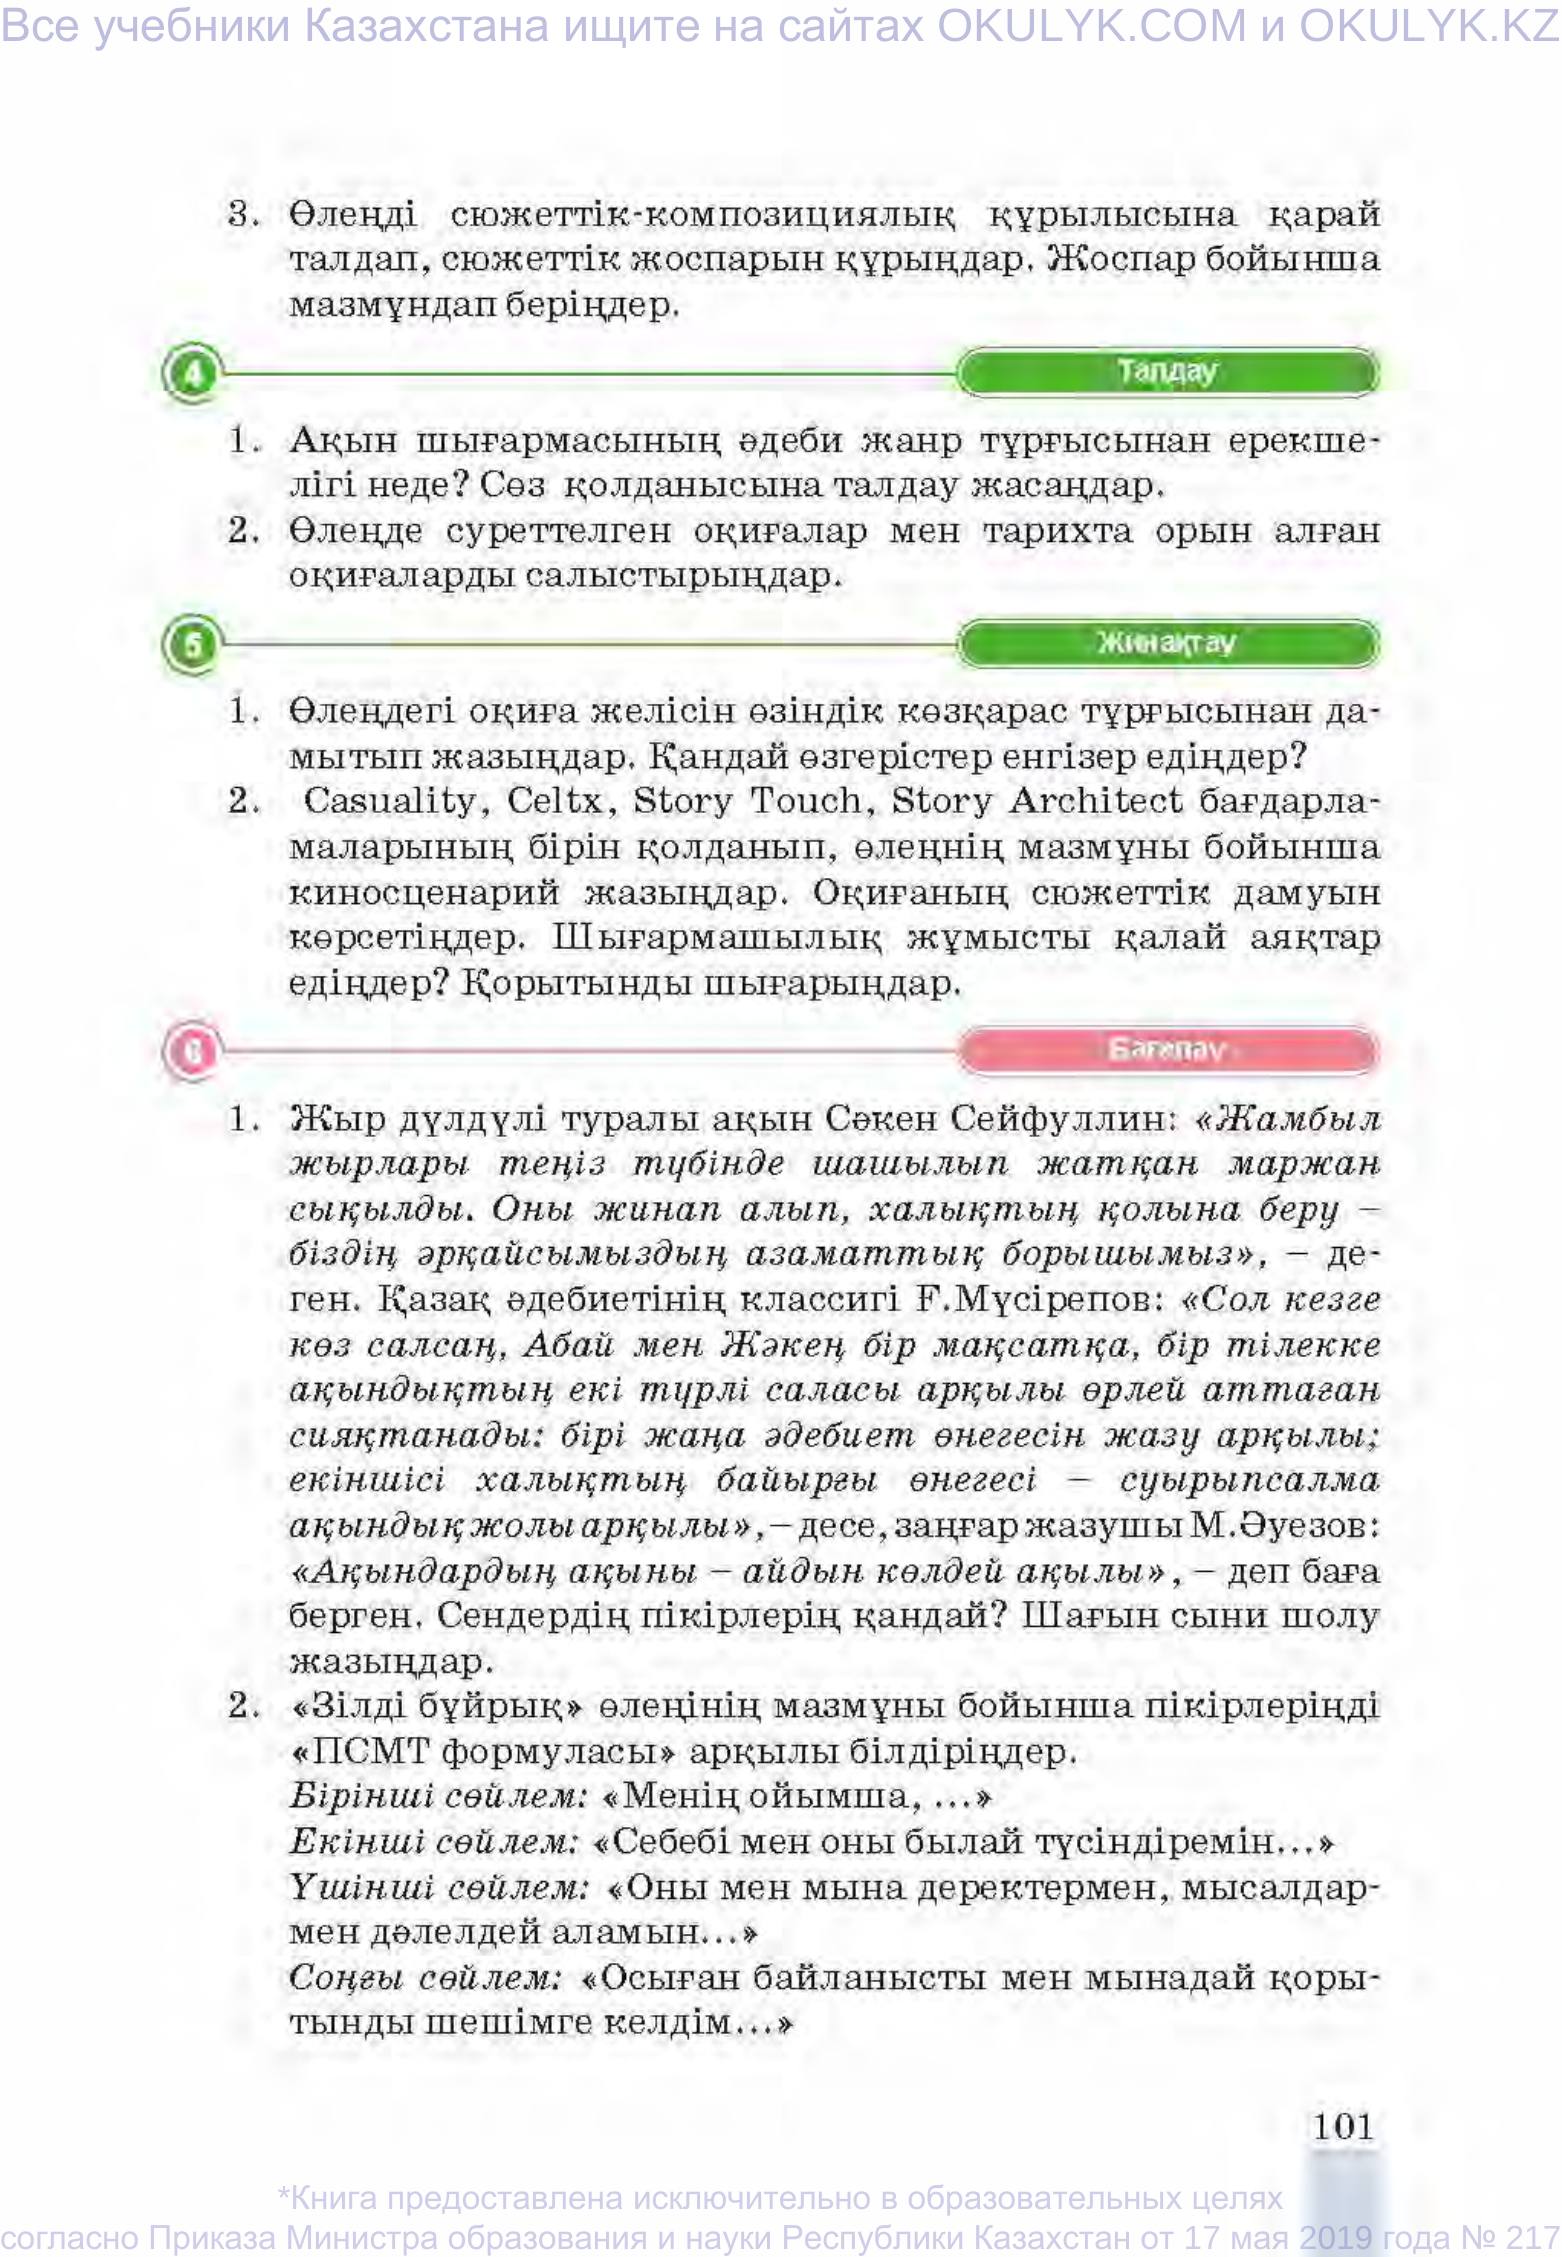 Все учебники Казахстана ищите на сайтах OKULYK.COM и OKULYK.KZ
3. Өлеңді сюжеттік-композициялық құрылысына қарай
талдап, сюжеттік жоспарын құрыңдар. Жоспар бойынша
мазмұндап беріңдер.
4 Талдау
1. Ақын шығармасының әдеби жанр тұрғысынан ерекше-
лігі неде? Сөз қолданысына талдау жасаңдар.
2. Өлеңде суреттелген оқиғалар мен тарихта орын алған
оқиғаларды салыстырыңдар.
5 Жинақтау
1. Өлеңдегі оқиға желісін өзіндік көзқарас тұрғысынан да-
мытып жазыңдар. Қандай өзгерістер енгізер едіңдер?
2. Casuality, Celtx, Story Touch, Story Architect бағдарла-
маларының бірін қолданып, өлеңнің мазмұны бойынша
киносценарий жазыңдар. Оқиғаның сюжеттік дамуын
көрсетіңдер. Шығармашылық жұмысты қалай аяқтар
едіңдер? Қорытынды шығарыңдар.
6 Бағалау
1. Жыр дүлдүлі туралы ақын Сәкен Сейфуллин: «Жамбыл
жырлары теңіз түбінде шашылып жатқан маржан
сықылды. Оны жинап алып, халықтың қолына беру –
біздің әрқайсымыздың азаматтық борышымыз», – де-
ген. Қазақ әдебиетінің классигі Ғ.Мүсірепов: «Сол кезге
көз салсаң, Абай мен Жәкең бір мақсатқа, бір тілекке
ақындықтың екі түрлі саласы арқылы өрлей аттаған
сияқтанады: бірі жаңа әдебиет өнегесін жазу арқылы;
екіншісі халықтың байырғы өнегесі – суырыпсалма
ақындық жолы арқылы», – десе, заңғар жазушы М.Әуезов:
«Ақындардың ақыны – айдын көлдей ақылы», – деп баға
берген. Сендердің пікірлерің қандай? Шағын сыни шолу
жазыңдар.
2. «Зілді бұйрық» өлеңінің мазмұны бойынша пікірлеріңді
«ПСМТ формуласы» арқылы білдіріңдер.
Бірінші сөйлем: «Менің ойымша, ...»
Екінші сөйлем: «Себебі мен оны былай түсіндіремін...»
Үшінші сөйлем: «Оны мен мына деректермен, мысалдар-
мен дәлелдей аламын...»
Соңғы сөйлем: «Осыған байланысты мен мынадай қоры-
тынды шешімге келдім...»
101
*Книга предоставлена исключительно в образовательных целях
согласно Приказа Министра образования и науки Республики Казахстан от 17 мая 2019 года № 217